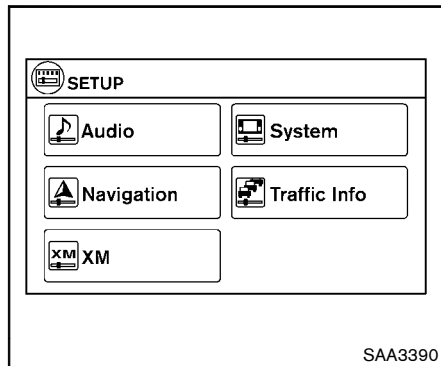 SETUP
Audio
System
Navigation
Traffic Info
XM XM
SAA3390